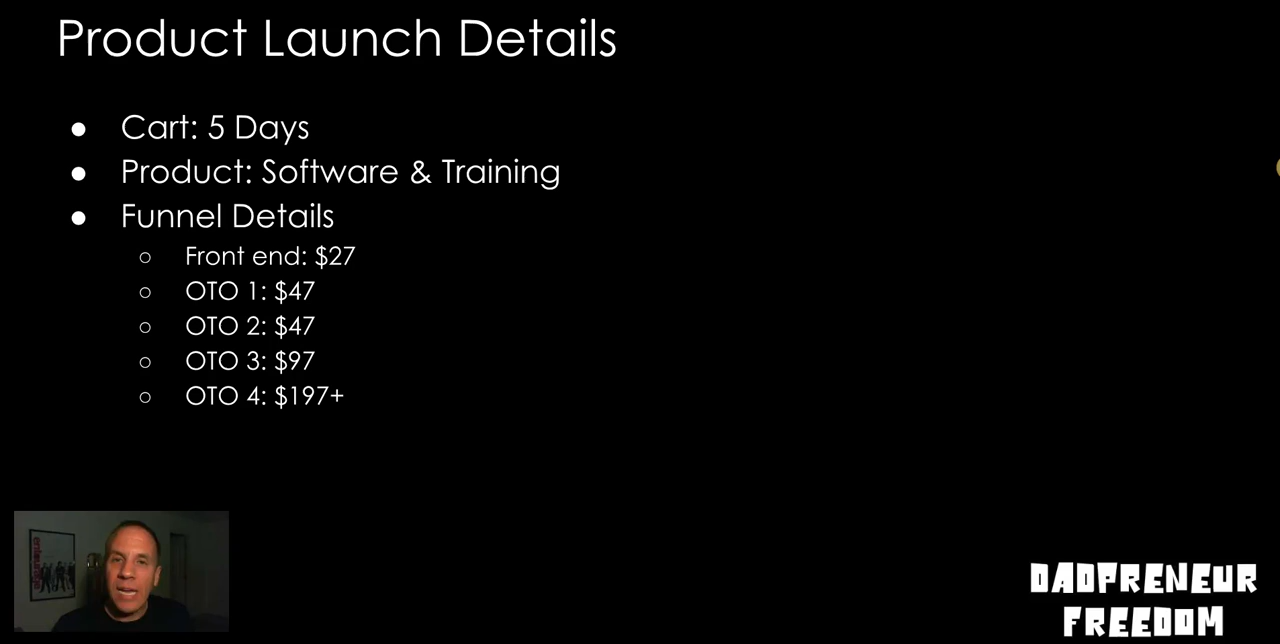 Product Launch Details
● Cart: 5 Days
● Product: Software & Training
● Funnel Details
○ Front end: $27
○ OTO 1: $47
○ OTO 2: $47
○ OTO 3: $97
○ OTO 4: $197+
entourage
DADPRENEUR
FREEDOM